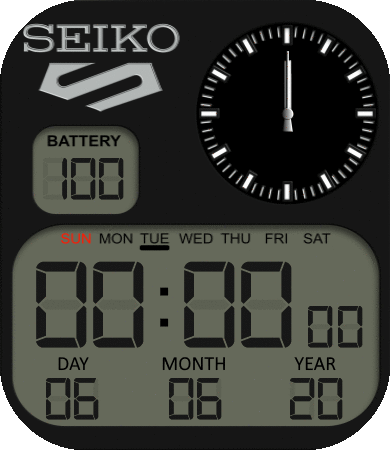 SEIKO
BATTERY
100
SUN MON TUE WED THU FRI SAT
00:00 00
DAY MONTH YEAR
06 06 20